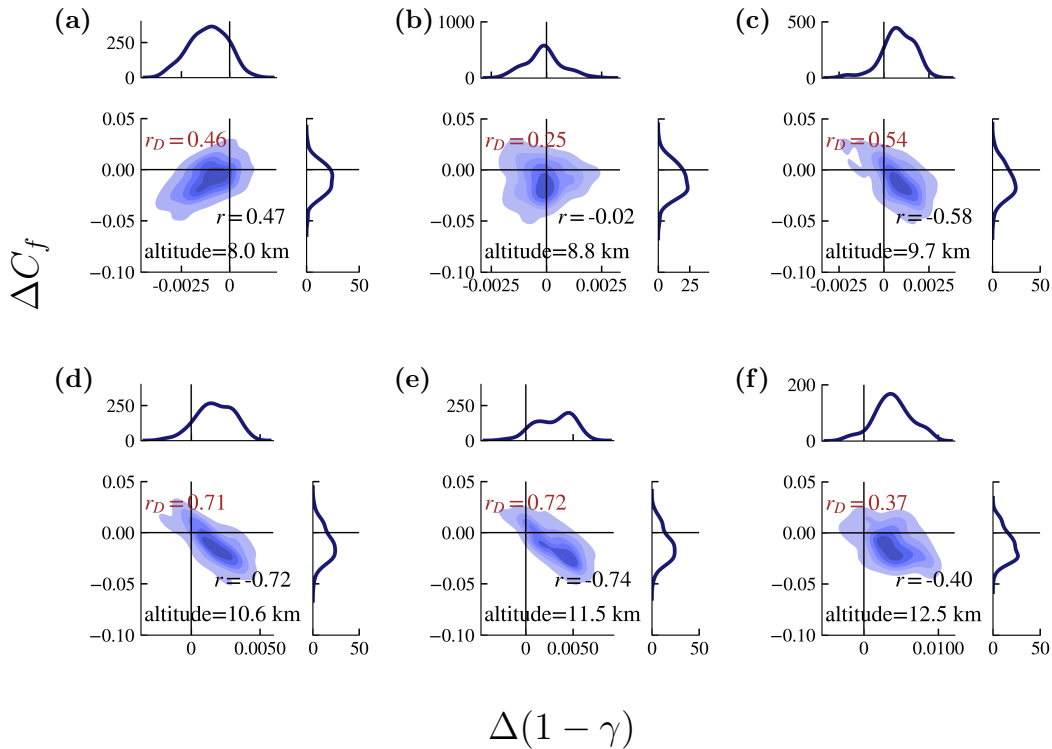 (a)
250
0
0.05
0.00
−0.05
−0.10
r_D = 0.46
r = 0.47
altitude=8.0 km
-0.0025 0
0 50
(b)
1000
0
0.05
0.00
−0.05
−0.10
r_D = 0.25
r = -0.02
altitude=8.8 km
-0.0025 0 0.0025
0 25
(c)
500
0
0.05
0.00
−0.05
−0.10
r_D = 0.54
r = -0.58
altitude=9.7 km
-0.0025 0 0.0025
0 50
ΔC_f
(d)
250
0
0.05
0.00
−0.05
−0.10
r_D = 0.71
r = -0.72
altitude=10.6 km
0 0.0050
0 50
(e)
250
0
0.05
0.00
−0.05
−0.10
r_D = 0.72
r = -0.74
altitude=11.5 km
0 0.0050
0 50
(f)
200
0
0.05
0.00
−0.05
−0.10
r_D = 0.37
r = -0.40
altitude=12.5 km
0 0.0100
0 50
Δ(1 − γ)